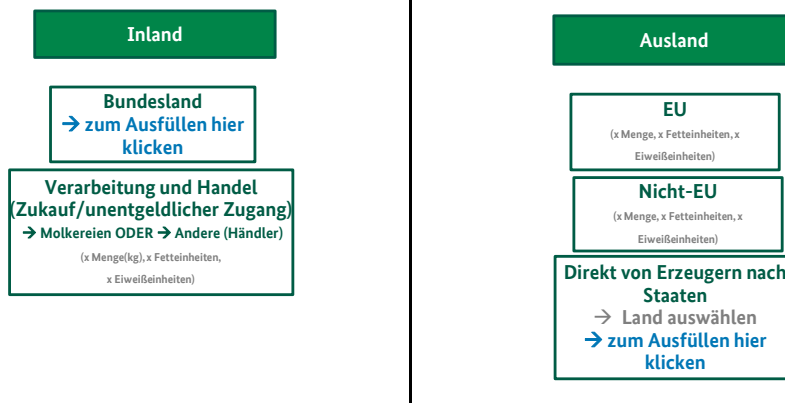 Inland
Bundesland
→ zum Ausfüllen hier
klicken
Verarbeitung und Handel
(Zukauf/unentgeldlicher Zugang)
→ Molkereien ODER → Andere (Händler)
(x Menge(kg), x Fetteinheiten,
x Eiweißeinheiten)
Ausland
EU
(x Menge, x Fetteinheiten, x
Eiweißeinheiten)
Nicht-EU
(x Menge, x Fetteinheiten, x
Eiweißeinheiten)
Direkt von Erzeugern nach
Staaten
→ Land auswählen
→ zum Ausfüllen hier
klicken